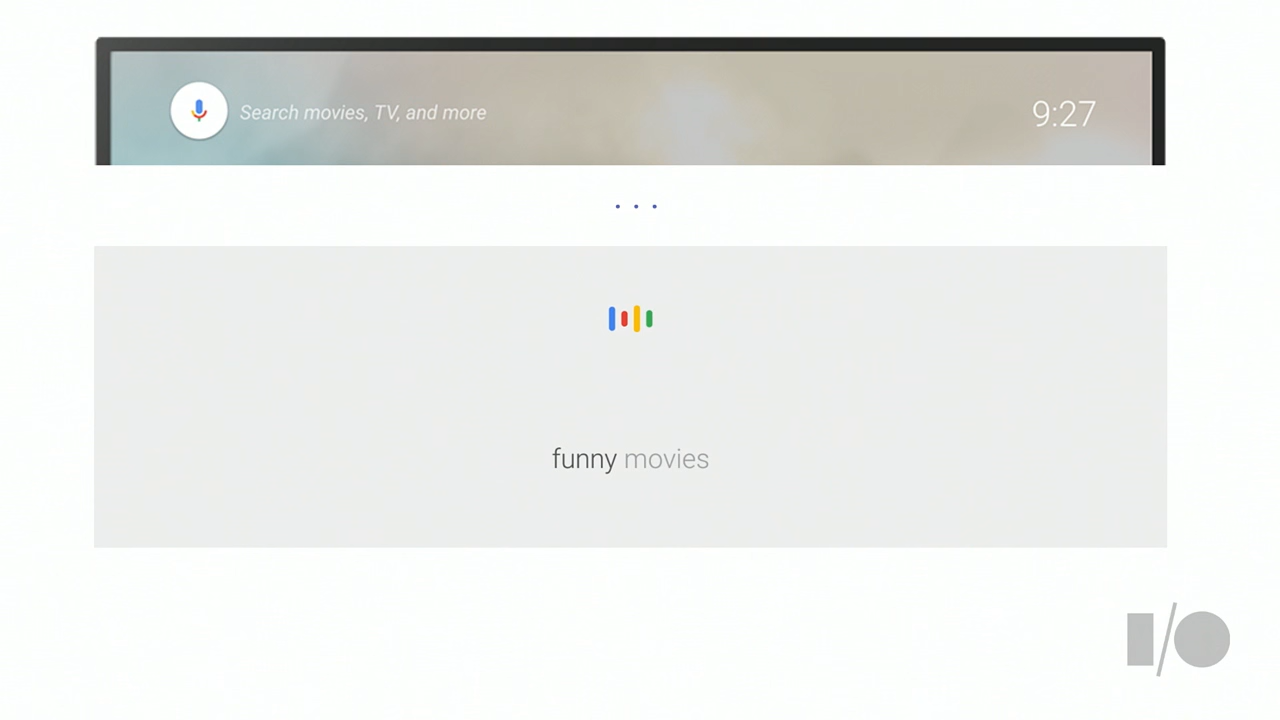 Search movies, TV, and more
9:27
. . .
funny movies
I/O